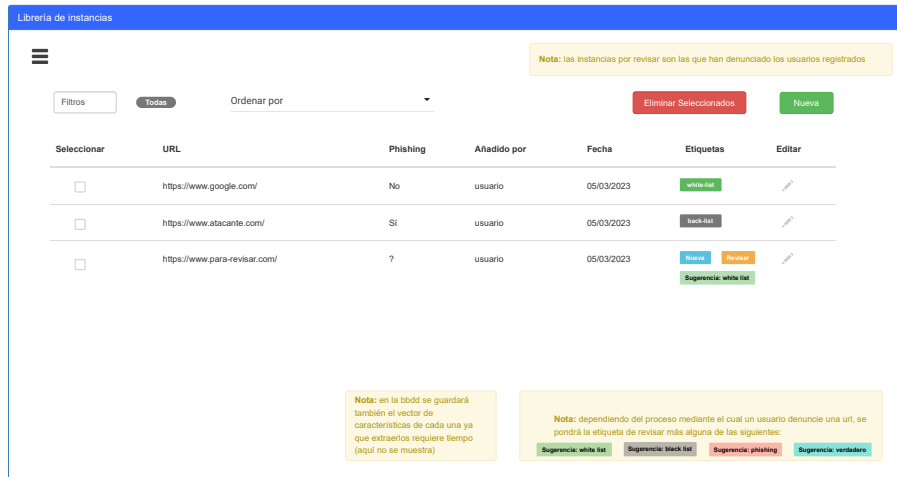 Librería de instancias
Nota: las instancias por revisar son las que han denunciado los usuarios registrados
Filtros
Todas
Ordenar por
Eliminar Seleccionados
Nueva
Seleccionar URL Phishing Añadido por Fecha Etiquetas Editar
https://www.google.com/ No usuario 05/03/2023 white-list
https://www.atacante.com/ Sí usuario 05/03/2023 back-list
https://www.para-revisar.com/ ? usuario 05/03/2023 Nueva Revisar
Sugerencia: white list
Nota: en la bbdd se guardará
también el vector de
características de cada una ya
que extraerlos requiere tiempo
(aquí no se muestra)
Nota: dependiendo del proceso mediante el cual un usuario denuncie una url, se
pondrá la etiqueta de revisar más alguna de las siguientes:
Sugerencia: white list Sugerencia: black list Sugerencia: phishing Sugerencia: verdadero